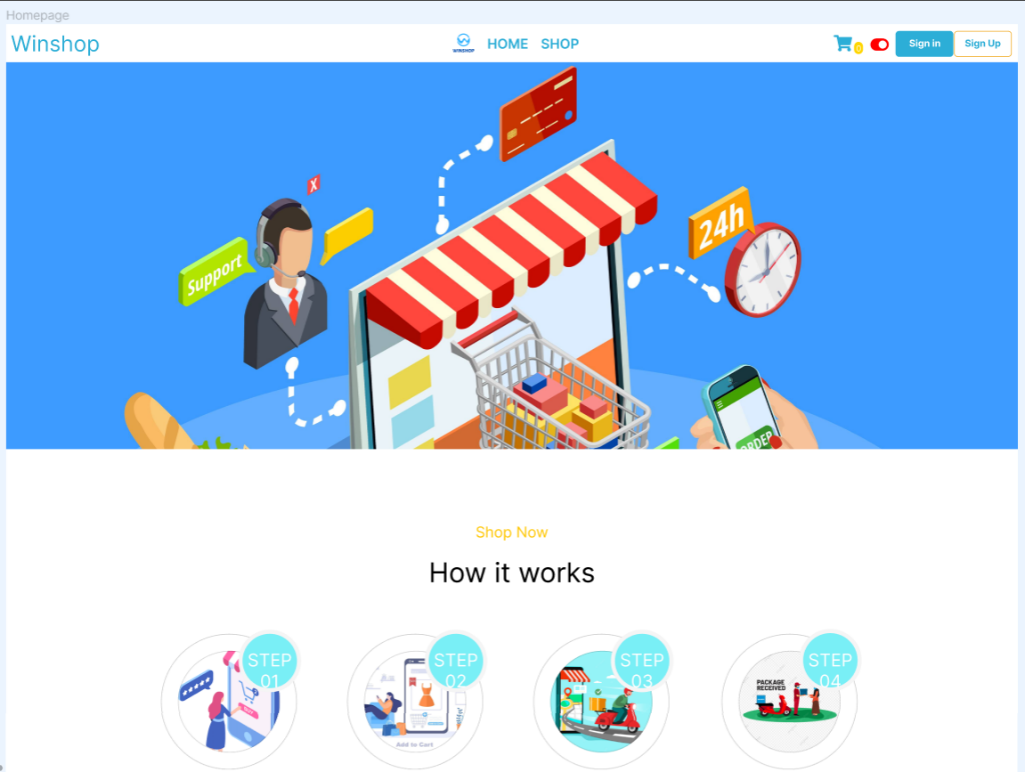 Homepage
Winshop
WINSHOP
HOME SHOP
0
Sign in
Sign Up
X
Support
24h
ORDER
Shop Now
How it works
STEP
01
STEP
02
STEP
03
STEP
04
Add to Cart
PACKAGE
RECEIVED